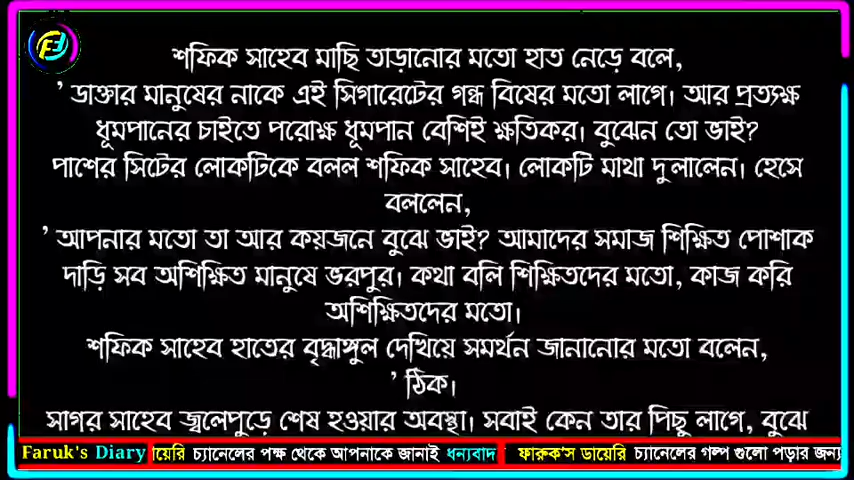 শফিক সাহেব মাছি তাড়ানোর মতো হাত নেড়ে বলে,
' ডাক্তার মানুষের নাকে এই সিগারেটের গন্ধ বিষের মতো লাগে। আর প্রত্যক্ষ
ধূমপানের চাইতে পরোক্ষ ধূমপান বেশিই ক্ষতিকর। বুঝেন তো ভাই?
পাশের সিটের লোকটিকে বলল শফিক সাহেব। লোকটি মাথা দুলালেন। হেসে
বললেন,
' আপনার মতো তা আর কয়জনে বুঝে ভাই? আমাদের সমাজ শিক্ষিত পোশাক
দাড়ি সব অশিক্ষিত মানুষে ভরপুর। কথা বলি শিক্ষিতদের মতো, কাজ করি
অশিক্ষিতদের মতো।
শফিক সাহেব হাতের বৃদ্ধাঙ্গুল দেখিয়ে সমর্থন জানানোর মতো বলেন,
' ঠিক।
সাগর সাহেব জ্বলেপুড়ে শেষ হওয়ার অবস্থা। সবাই কেন তার পিছু লাগে, বুঝে
Faruk's Diary য়েরি চ্যানেলের পক্ষ থেকে আপনাকে জানাই ধন্যবাদ ফারুক'স ডায়েরি চ্যানেলের গল্প গুলো পড়ার জন্য